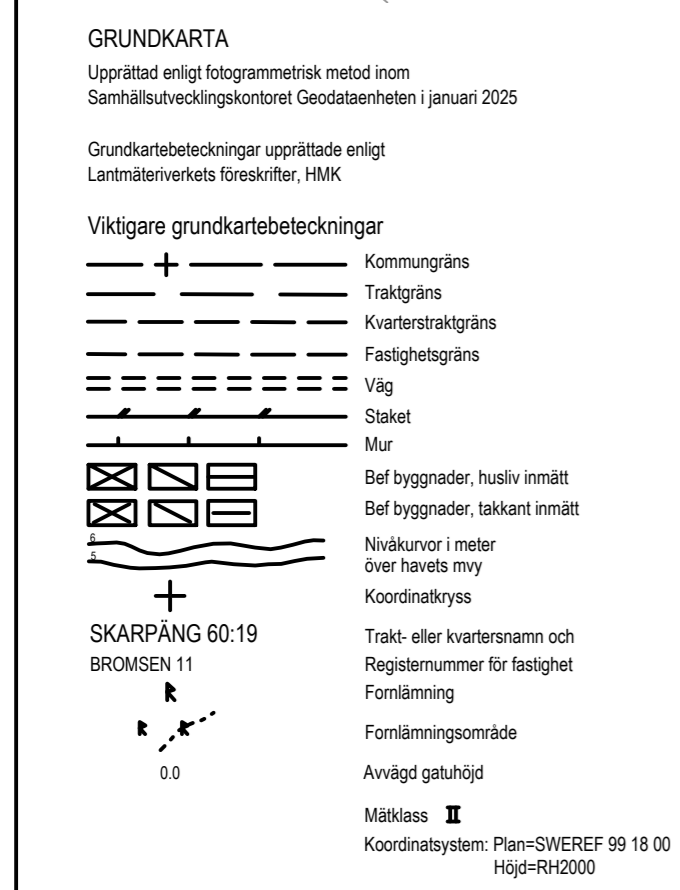 GRUNDKARTA
Upprättad enligt fotogrammetrisk metod inom
Samhällsutvecklingskontoret Geodataenheten i januari 2025
Grundkartebeteckningar upprättade enligt
Lantmäteriverkets föreskrifter, HMK
Viktigare grundkartebeteckningar
Kommungräns
Traktgräns
Kvarterstraktgräns
Fastighetsgräns
Väg
Staket
Mur
Bef byggnader, husliv inmätt
Bef byggnader, takkant inmätt
6
5
Nivåkurvor i meter
över havets mvy
Koordinatkryss
SKARPÄNG 60:19 Trakt- eller kvartersnamn och
BROMSEN 11 Registernummer för fastighet
R Fornlämning
R R Fornlämningsområde
0.0 Avvägd gatuhöjd
Mätklass II
Koordinatsystem: Plan=SWEREF 99 18 00
Höjd=RH2000